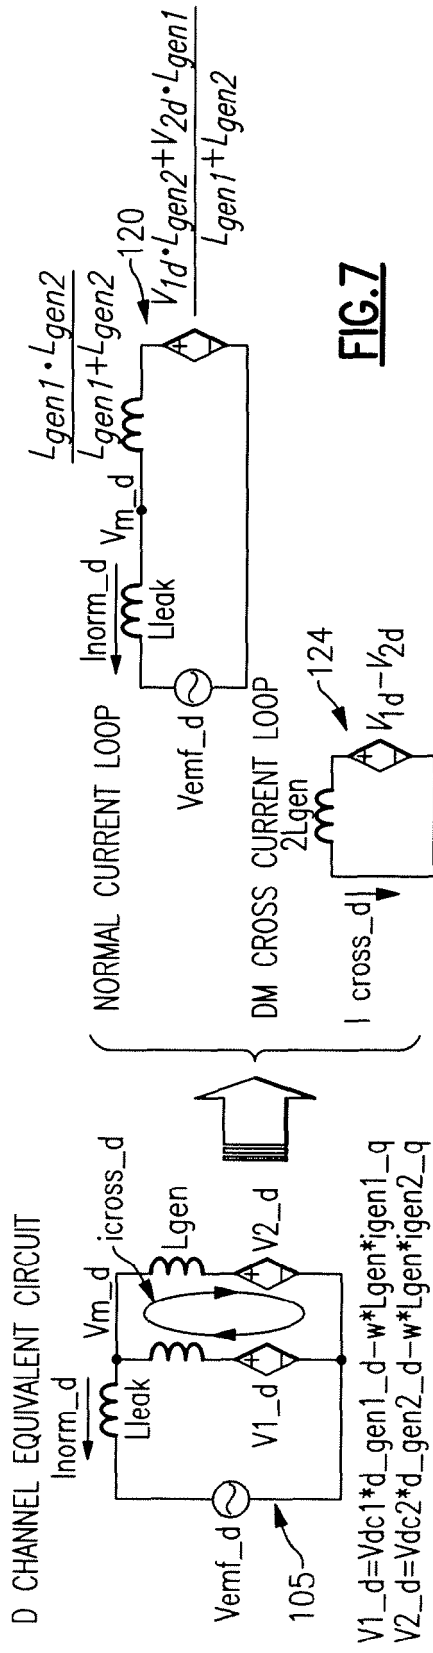 D CHANNEL EQUIVALENT CIRCUIT
Inorm_d
Vm_d
icross_d
Lleak
Lgen
Vemf_d
V1_d
V2_d
105
V1_d=Vdc1*d_gen1_d-w*Lgen*igen1_q
V2_d=Vdc2*d_gen2_d-w*Lgen*igen2_q
NORMAL CURRENT LOOP
Inorm_d
Lleak
Vm_d
Lgen1·Lgen2
Lgen1+Lgen2
120
Vemf_d
V1d·Lgen2+V2d·Lgen1
Lgen1+Lgen2
DM CROSS CURRENT LOOP
2Lgen
I cross_d
124
V1d-V2d
FIG.7